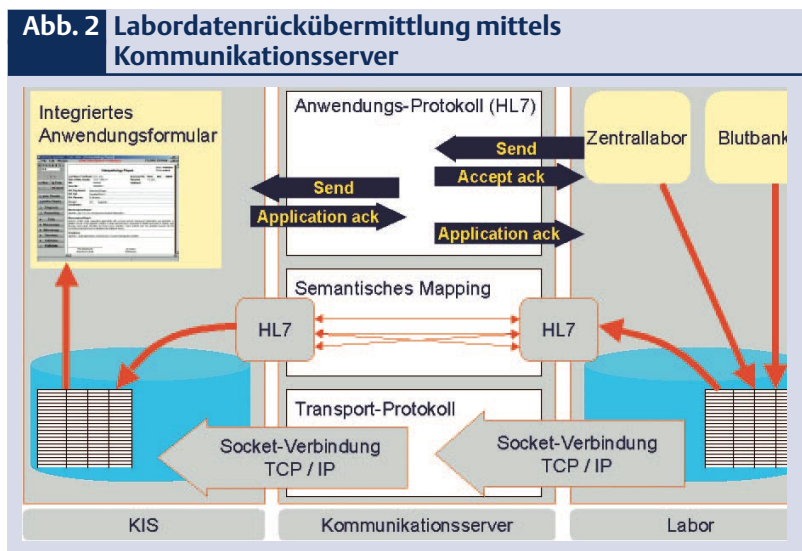 Abb. 2 Labordatenrückübermittlung mittels
Kommunikationsserver
Integriertes
Anwendungsformular
Anwendungs-Protokoll (HL7)
Zentrallabor
Blutbank
Send
Accept ack
Send
Application ack
Application ack
Semantisches Mapping
HL7
HL7
Transport-Protokoll
Socket-Verbindung
TCP / IP
Socket-Verbindung
TCP / IP
KIS
Kommunikationsserver
Labor